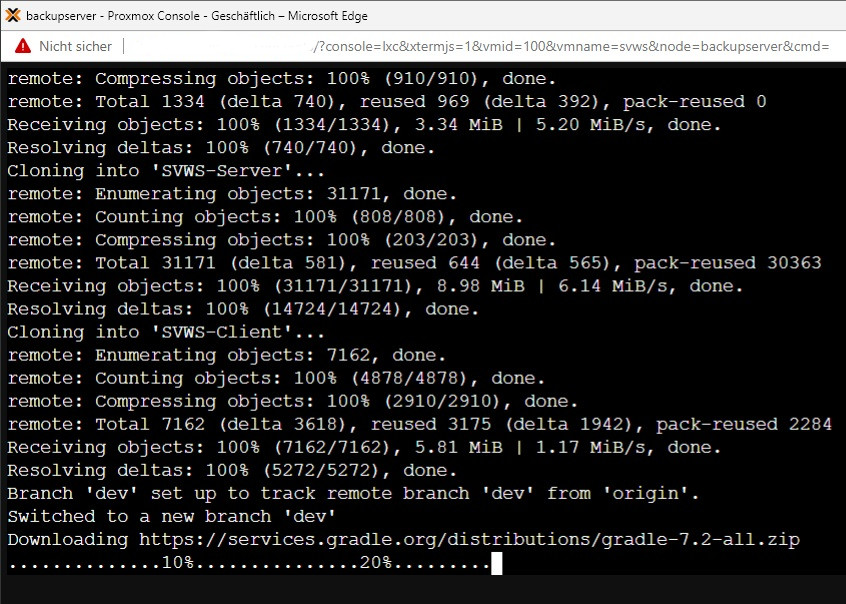 backupserver - Proxmox Console - Geschäftlich – Microsoft Edge
Nicht sicher | /?console=lxc&xtermjs=1&vmid=100&vmname=svws&node=backupserver&cmd=
remote: Compressing objects: 100% (910/910), done.
remote: Total 1334 (delta 740), reused 969 (delta 392), pack-reused 0
Receiving objects: 100% (1334/1334), 3.34 MiB | 5.20 MiB/s, done.
Resolving deltas: 100% (740/740), done.
Cloning into 'SVWS-Server'...
remote: Enumerating objects: 31171, done.
remote: Counting objects: 100% (808/808), done.
remote: Compressing objects: 100% (203/203), done.
remote: Total 31171 (delta 581), reused 644 (delta 565), pack-reused 30363
Receiving objects: 100% (31171/31171), 8.98 MiB | 6.14 MiB/s, done.
Resolving deltas: 100% (14724/14724), done.
Cloning into 'SVWS-Client'...
remote: Enumerating objects: 7162, done.
remote: Counting objects: 100% (4878/4878), done.
remote: Compressing objects: 100% (2910/2910), done.
remote: Total 7162 (delta 3618), reused 3175 (delta 1942), pack-reused 2284
Receiving objects: 100% (7162/7162), 5.81 MiB | 1.17 MiB/s, done.
Resolving deltas: 100% (5272/5272), done.
Branch 'dev' set up to track remote branch 'dev' from 'origin'.
Switched to a new branch 'dev'
Downloading https://services.gradle.org/distributions/gradle-7.2-all.zip
..............10%...............20%.........